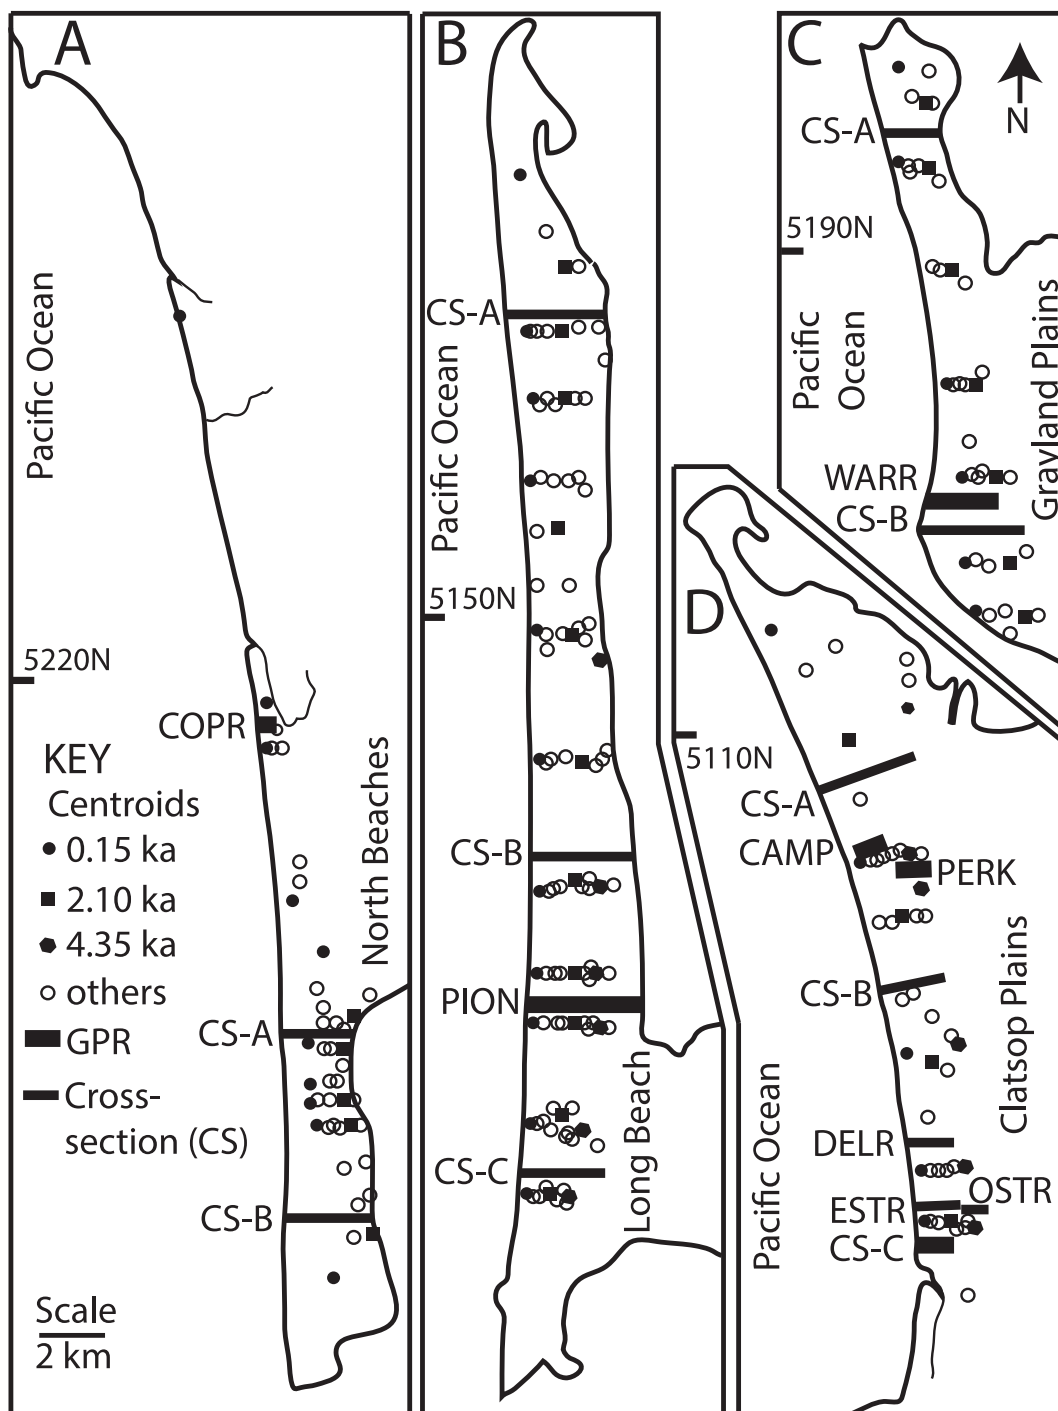 A
Pacific Ocean
5220N
COPR
KEY
Centroids
0.15 ka
2.10 ka
4.35 ka
others
GPR
Cross-
section (CS)
North Beaches
CS-A
CS-B
Scale
2 km
B
CS-A
Pacific Ocean
5150N
CS-B
PION
CS-C
Long Beach
C
N
CS-A
5190N
Pacific
Ocean
Grayland Plains
WARR
CS-B
D
5110N
CS-A
CAMP
PERK
CS-B
Clatsop Plains
Pacific Ocean
DELR
OSTR
ESTR
CS-C